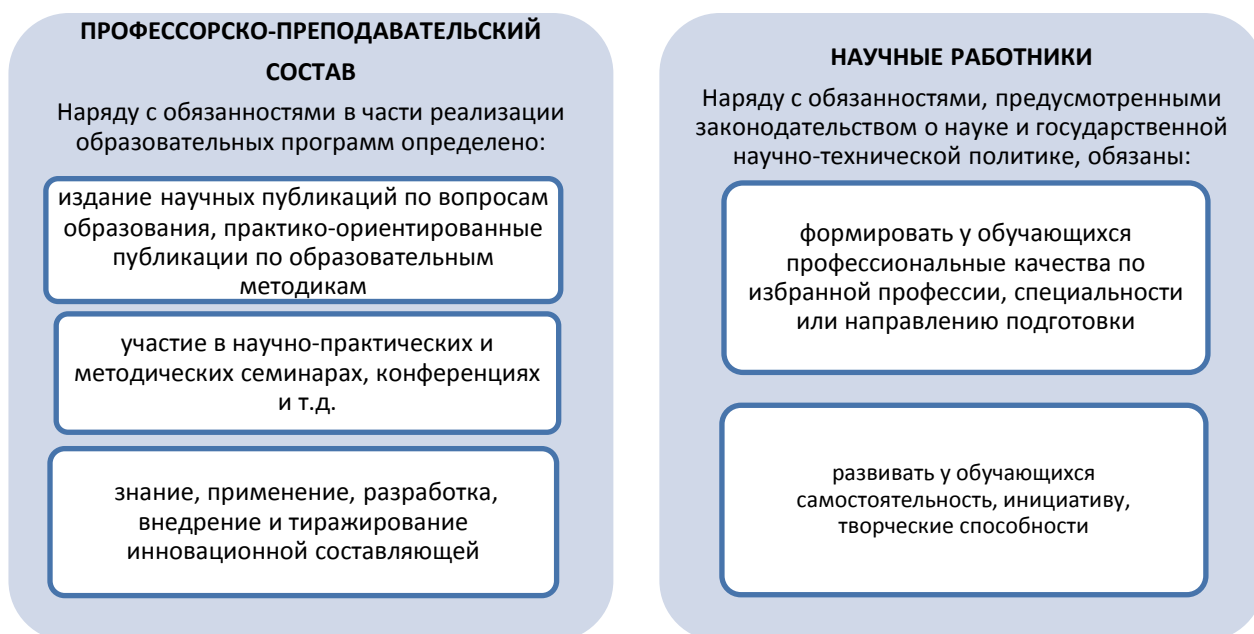 ПРОФЕССОРСКО-ПРЕПОДАВАТЕЛЬСКИЙ
СОСТАВ
Наряду с обязанностями в части реализации
образовательных программ определено:
издание научных публикаций по вопросам
образования, практико-ориентированные
публикации по образовательным
методикам
участие в научно-практических и
методических семинарах, конференциях
и т.д.
знание, применение, разработка,
внедрение и тиражирование
инновационной составляющей
НАУЧНЫЕ РАБОТНИКИ
Наряду с обязанностями, предусмотренными
законодательством о науке и государственной
научно-технической политике, обязаны:
формировать у обучающихся
профессиональные качества по
избранной профессии, специальности
или направлению подготовки
развивать у обучающихся
самостоятельность, инициативу,
творческие способности